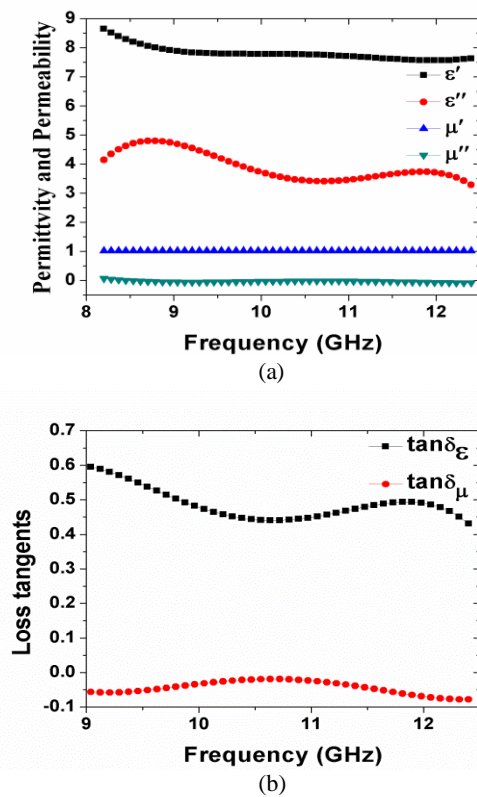 (a)
9
8
7
6
5
4
3
2
1
0
Permittvity and Permeability
ε′
ε′′
μ′
μ′′
8 9 10 11 12
Frequency (GHz)
(a)
0.7
0.6
0.5
0.4
0.3
0.2
0.1
0.0
-0.1
Loss tangents
tanδε
tanδμ
9 10 11 12
Frequency (GHz)
(b)